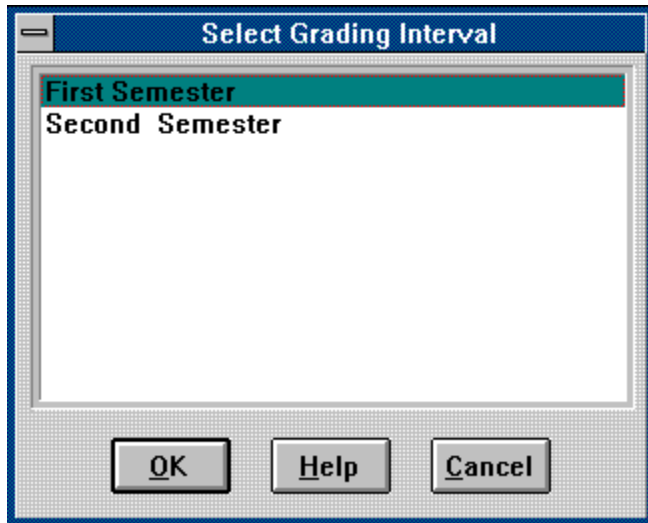 Select Grading Interval
First Semester
Second  Semester
OK
Help
Cancel